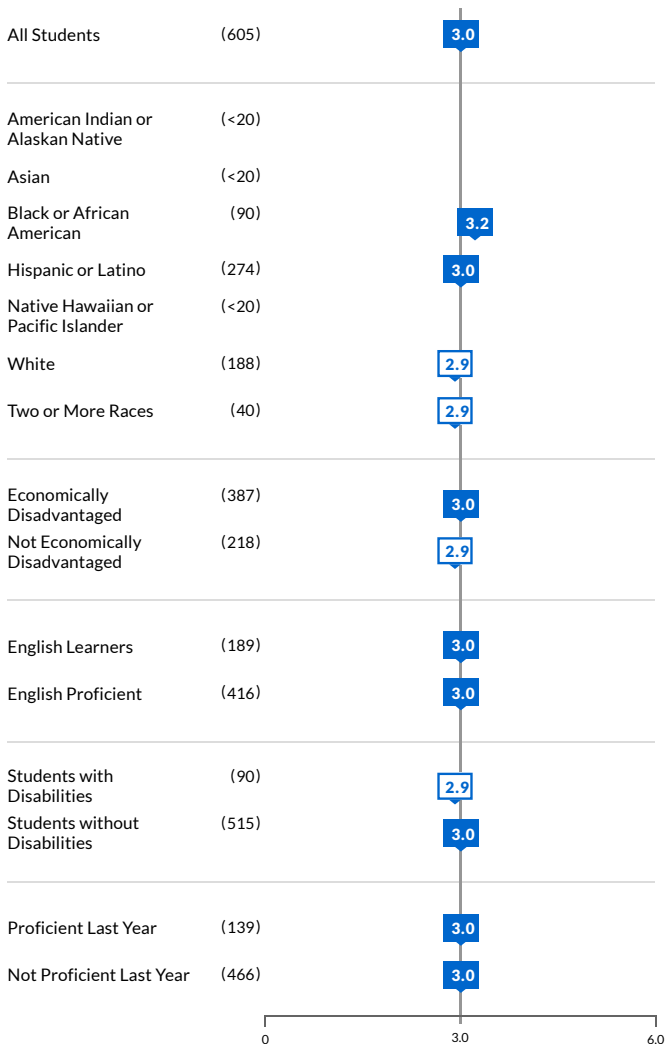 All Students (605) 3.0
American Indian or (<20)
Alaskan Native
Asian (<20)
Black or African (90) 3.2
American
Hispanic or Latino (274) 3.0
Native Hawaiian or (<20)
Pacific Islander
White (188) 2.9
Two or More Races (40) 2.9
Economically (387) 3.0
Disadvantaged
Not Economically (218) 2.9
Disadvantaged
English Learners (189) 3.0
English Proficient (416) 3.0
Students with (90) 2.9
Disabilities
Students without (515) 3.0
Disabilities
Proficient Last Year (139) 3.0
Not Proficient Last Year (466) 3.0
0 3.0 6.0